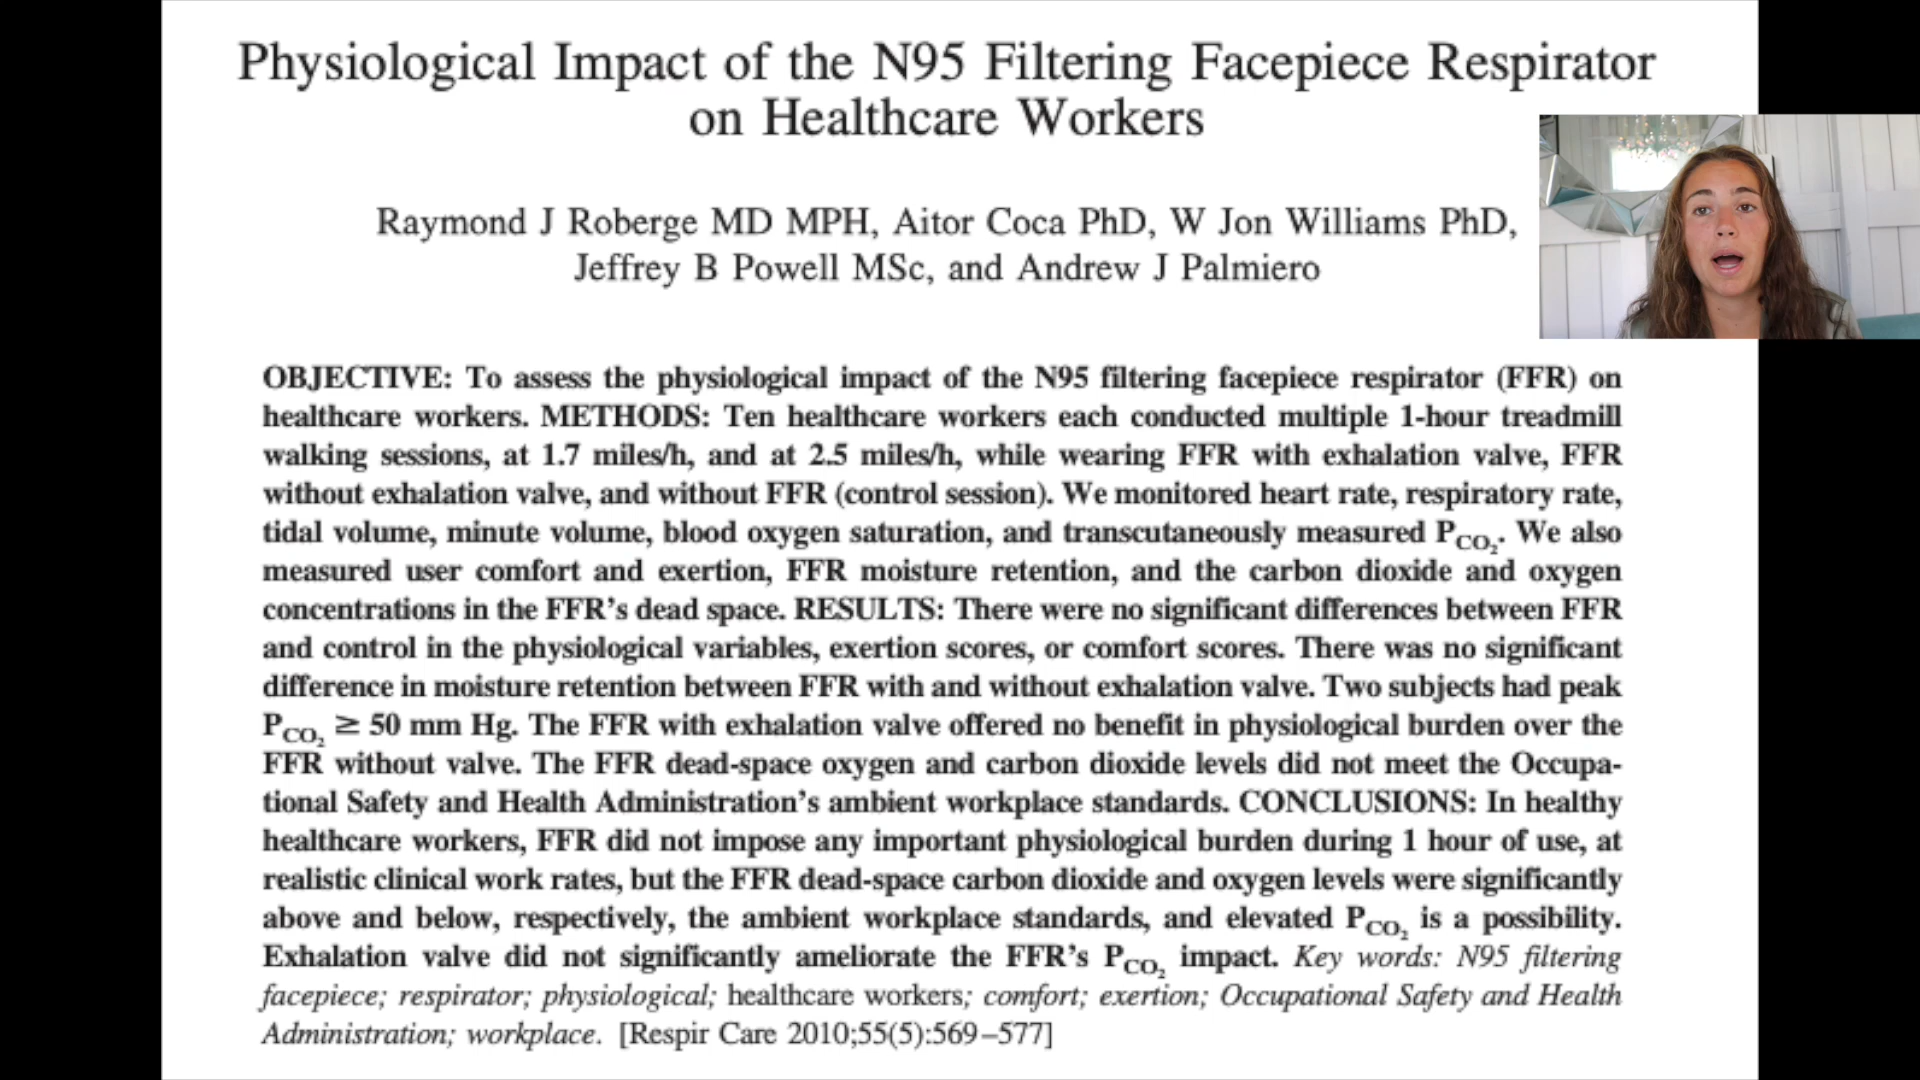 Physiological Impact of the N95 Filtering Facepiece Respirator
on Healthcare Workers
Raymond J Roberge MD MPH, Aitor Coca PhD, W Jon Williams PhD,
Jeffrey B Powell MSc, and Andrew J Palmiero
OBJECTIVE: To assess the physiological impact of the N95 filtering facepiece respirator (FFR) on
healthcare workers. METHODS: Ten healthcare workers each conducted multiple 1-hour treadmill
walking sessions, at 1.7 miles/h, and at 2.5 miles/h, while wearing FFR with exhalation valve, FFR
without exhalation valve, and without FFR (control session). We monitored heart rate, respiratory rate,
tidal volume, minute volume, blood oxygen saturation, and transcutaneously measured P_CO₂. We also
measured user comfort and exertion, FFR moisture retention, and the carbon dioxide and oxygen
concentrations in the FFR's dead space. RESULTS: There were no significant differences between FFR
and control in the physiological variables, exertion scores, or comfort scores. There was no significant
difference in moisture retention between FFR with and without exhalation valve. Two subjects had peak
P_CO₂ ≥ 50 mm Hg. The FFR with exhalation valve offered no benefit in physiological burden over the
FFR without valve. The FFR dead-space oxygen and carbon dioxide levels did not meet the Occupa-
tional Safety and Health Administration's ambient workplace standards. CONCLUSIONS: In healthy
healthcare workers, FFR did not impose any important physiological burden during 1 hour of use, at
realistic clinical work rates, but the FFR dead-space carbon dioxide and oxygen levels were significantly
above and below, respectively, the ambient workplace standards, and elevated P_CO₂ is a possibility.
Exhalation valve did not significantly ameliorate the FFR's P_CO₂ impact. Key words: N95 filtering
facepiece; respirator; physiological; healthcare workers; comfort; exertion; Occupational Safety and Health
Administration; workplace. [Respir Care 2010;55(5):569–577]